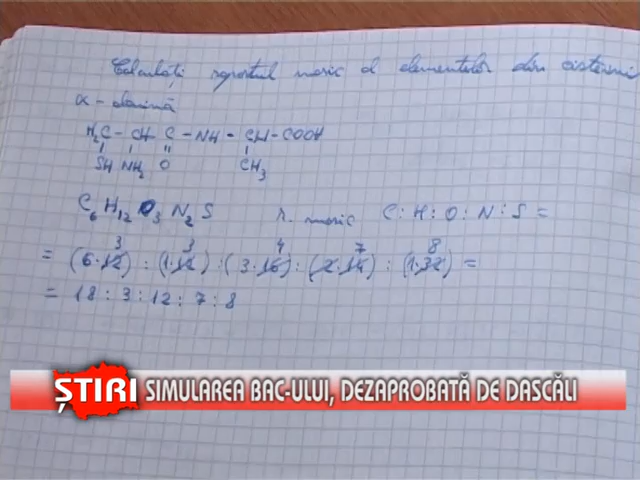 Calculați raportul masic al elementelor din cisteinil
α-alanină
H₂C - CH - C - NH - CH - COOH
SH NH₂ O CH₃
C₆H₁₂O₃N₂S r. masic C : H : O : N : S =
3 3 4 7 8
= (6·12) : (1·12) : (3·16) : (2·14) : (1·32) =
= 18 : 3 : 12 : 7 : 8
ȘTIRI SIMULAREA BAC-ULUI, DEZAPROBATĂ DE DASCĂLI